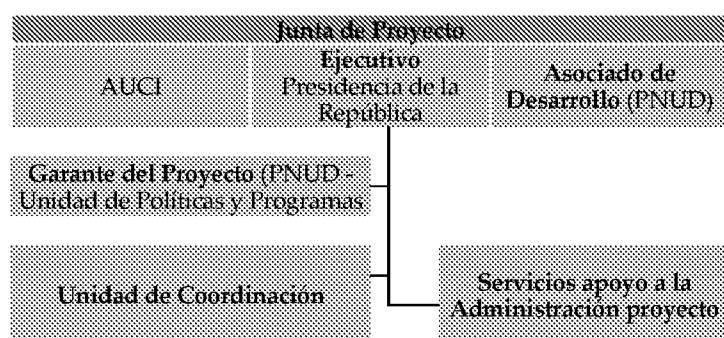 Junta de Proyecto
AUCI
Ejecutivo
Presidencia de la
República
Asociado de
Desarrollo (PNUD)
Garante del Proyecto (PNUD -
Unidad de Políticas y Programas
Unidad de Coordinación
Servicios apoyo a la
Administración proyecto